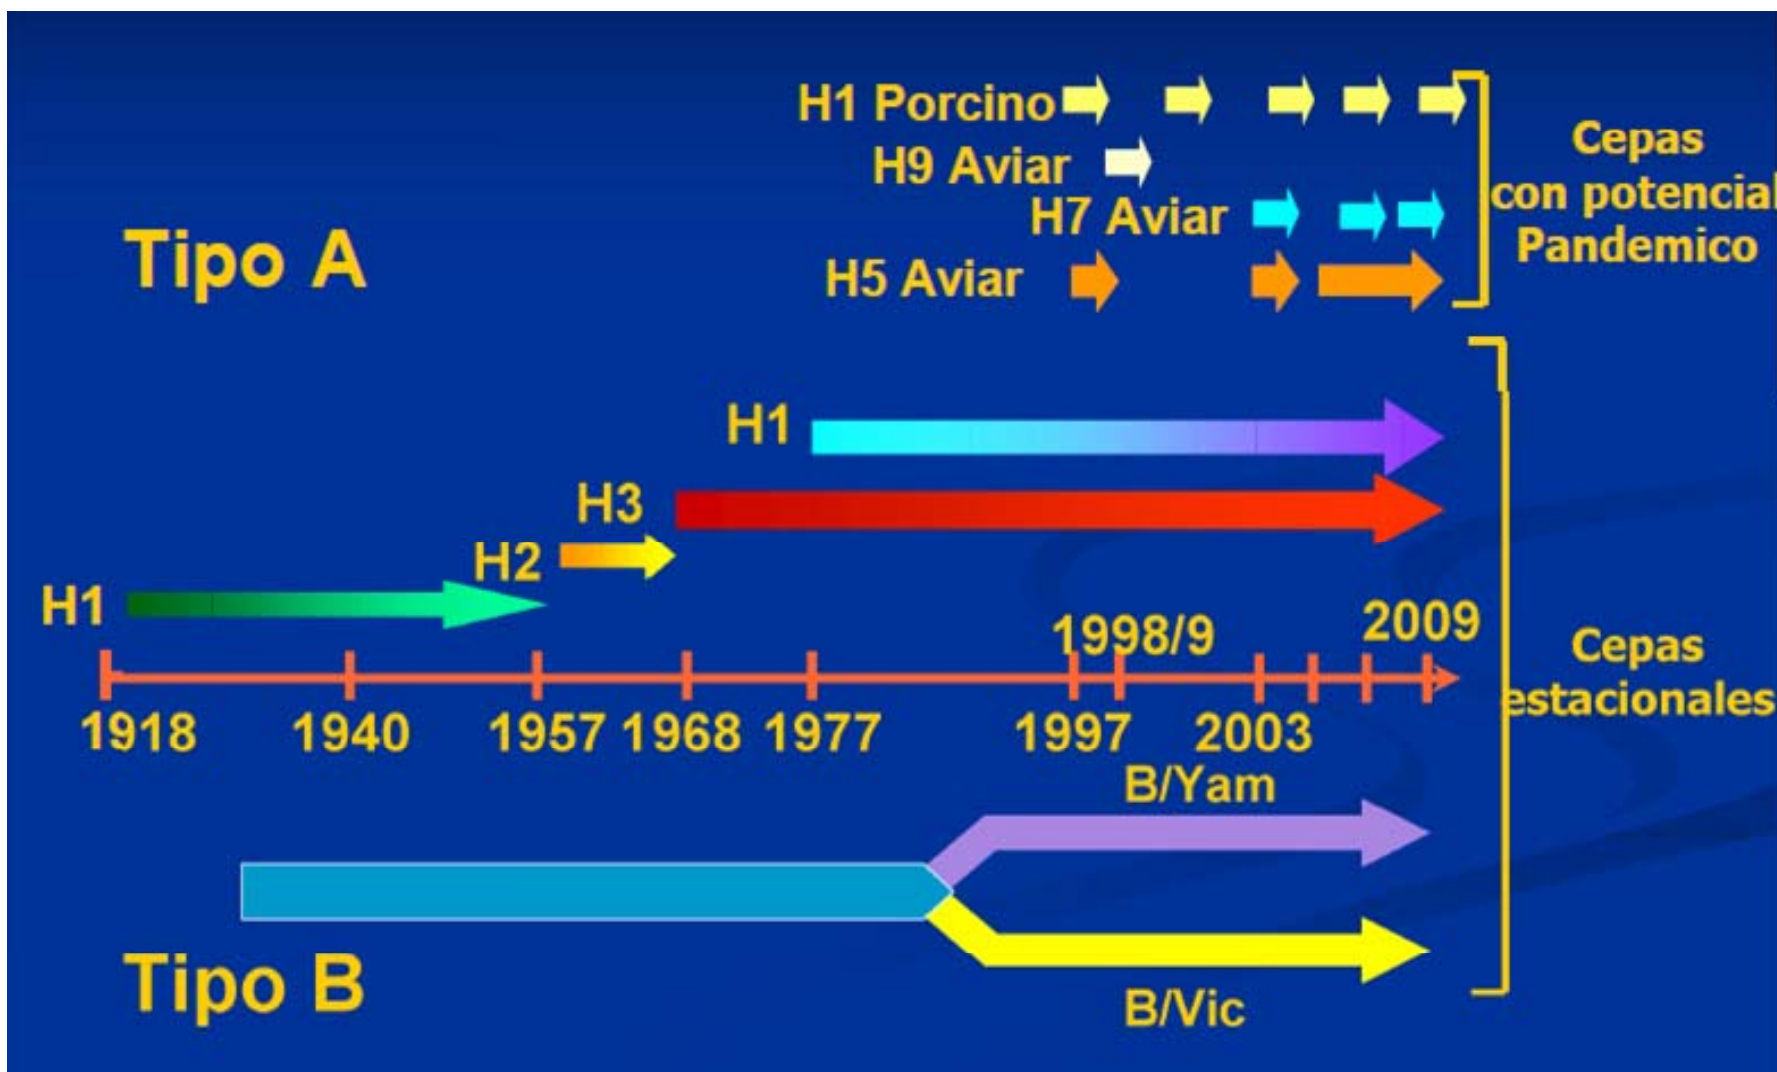 H1 Porcino
H9 Aviar
H7 Aviar
H5 Aviar
Cepas
con potencial
Pandemico
Tipo A
H1
H3
H2
H1
1998/9
2009
1918
1940
1957
1968
1977
1997
2003
Cepas
estacionales
B/Yam
Tipo B
B/Vic